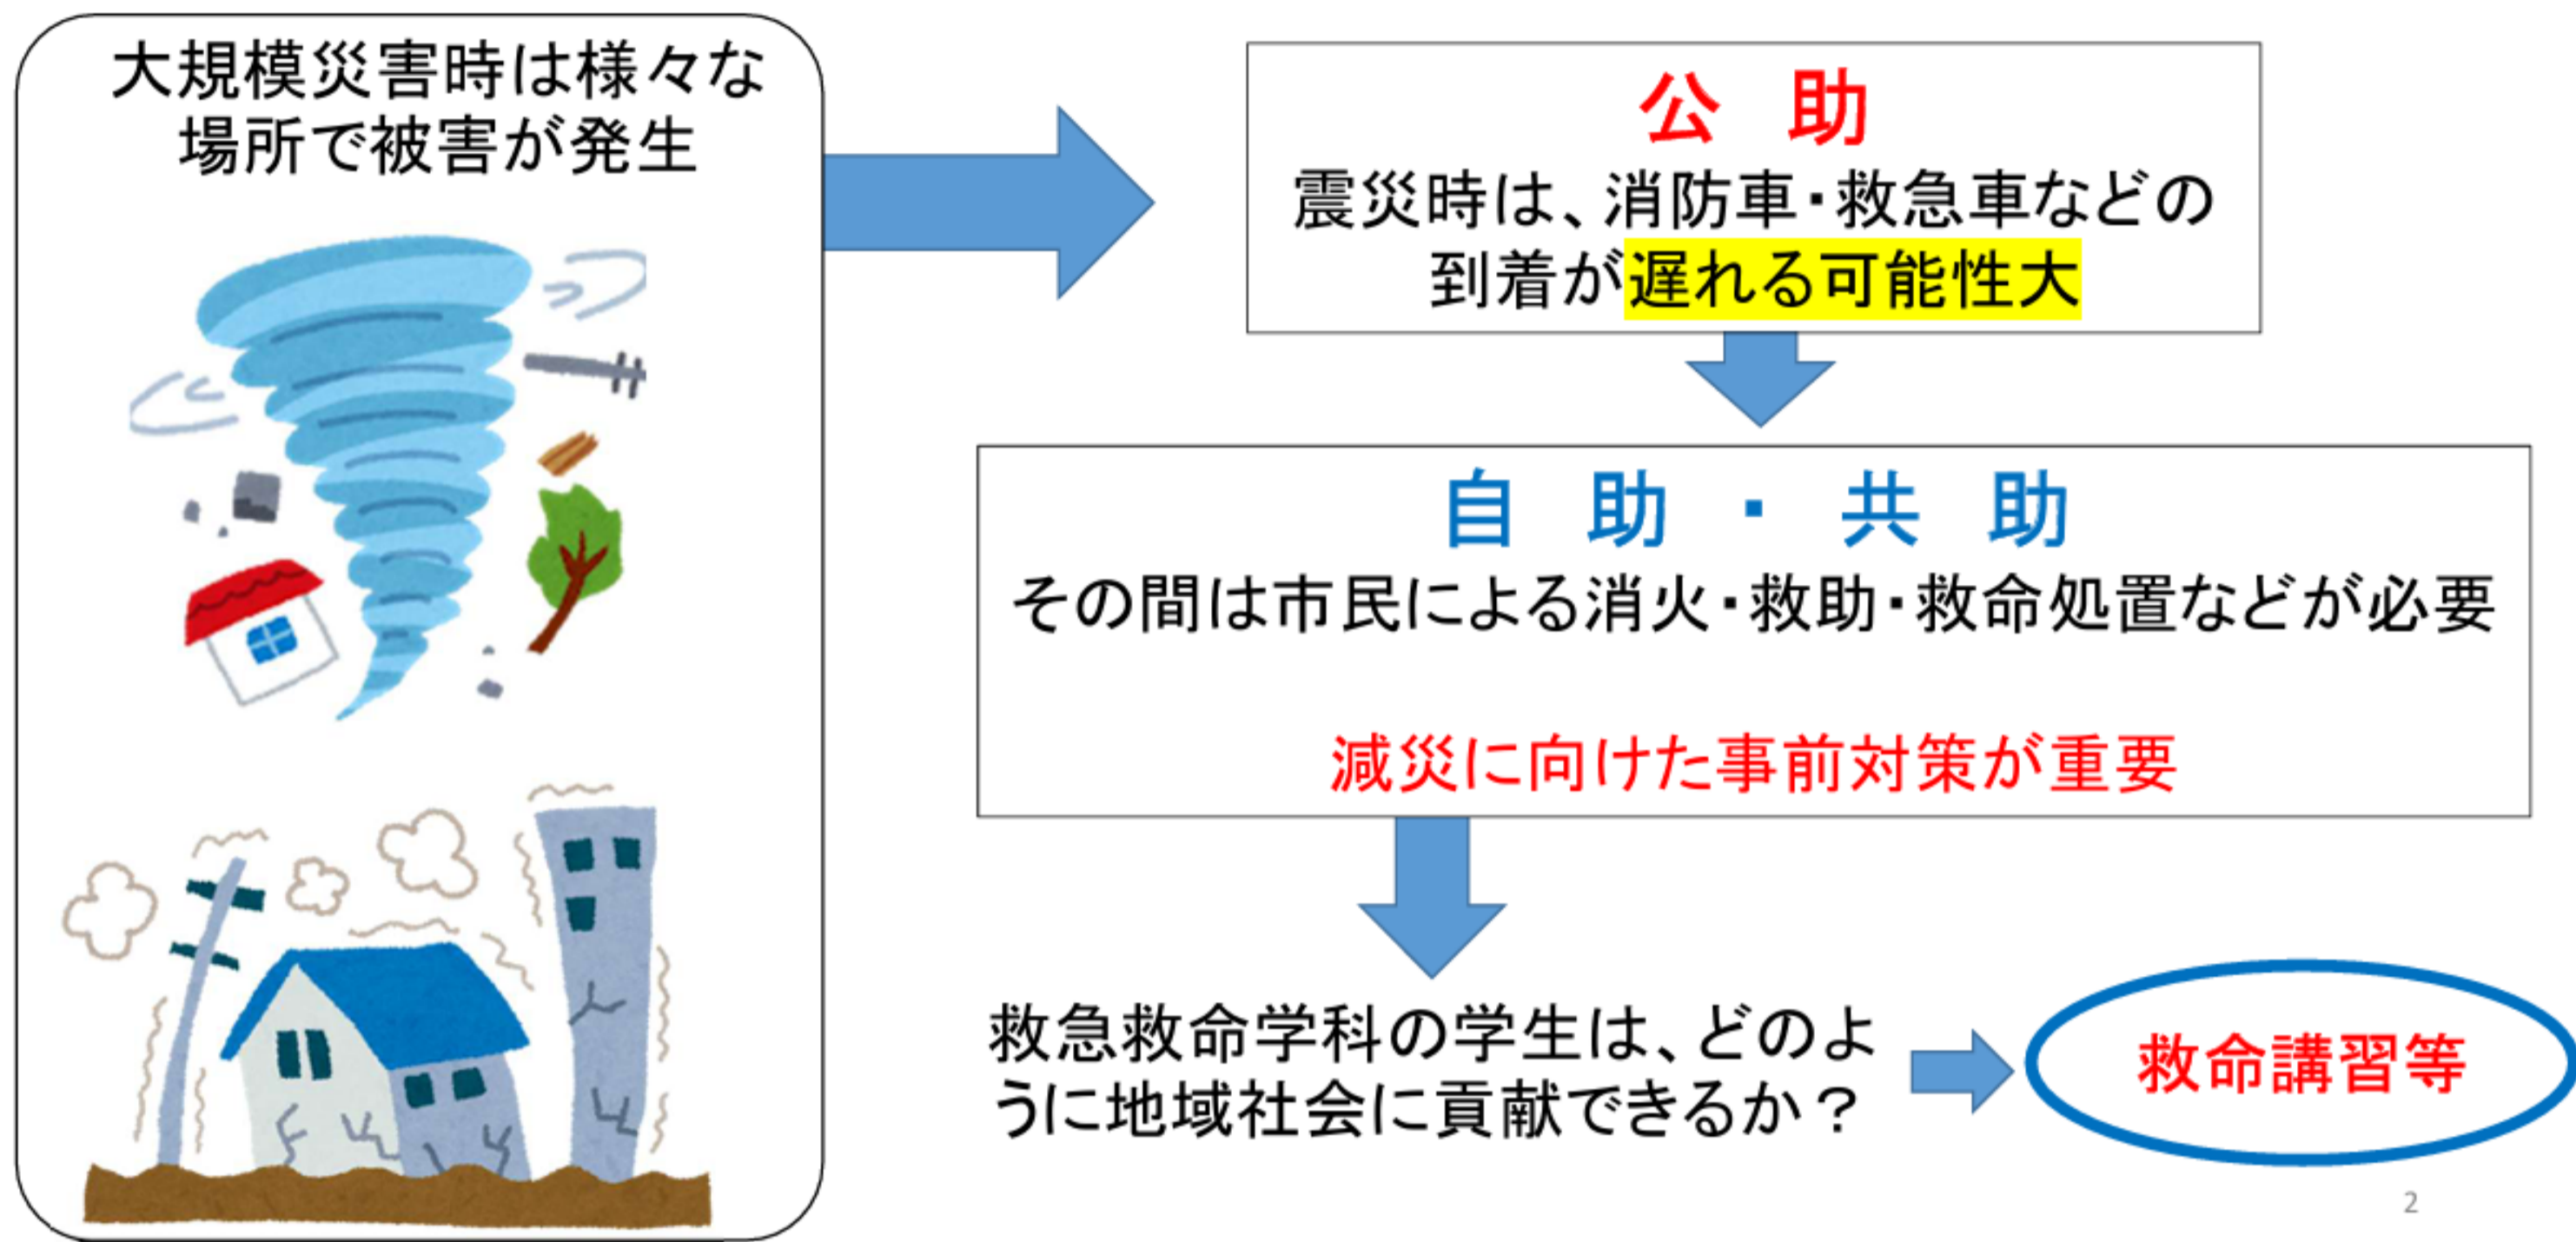 大規模災害時は様々な
場所で被害が発生
公　助
震災時は、消防車・救急車などの
到着が遅れる可能性大
自　助　・　共　助
その間は市民による消火・救助・救命処置などが必要
減災に向けた事前対策が重要
救急救命学科の学生は、どのよ
うに地域社会に貢献できるか？
救命講習等
2